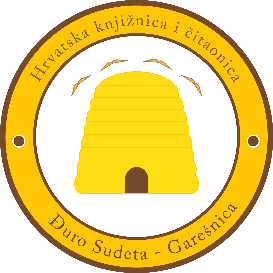 Hrvatska knjižnica i čitaonica
Đuro Sudeta - Garešnica